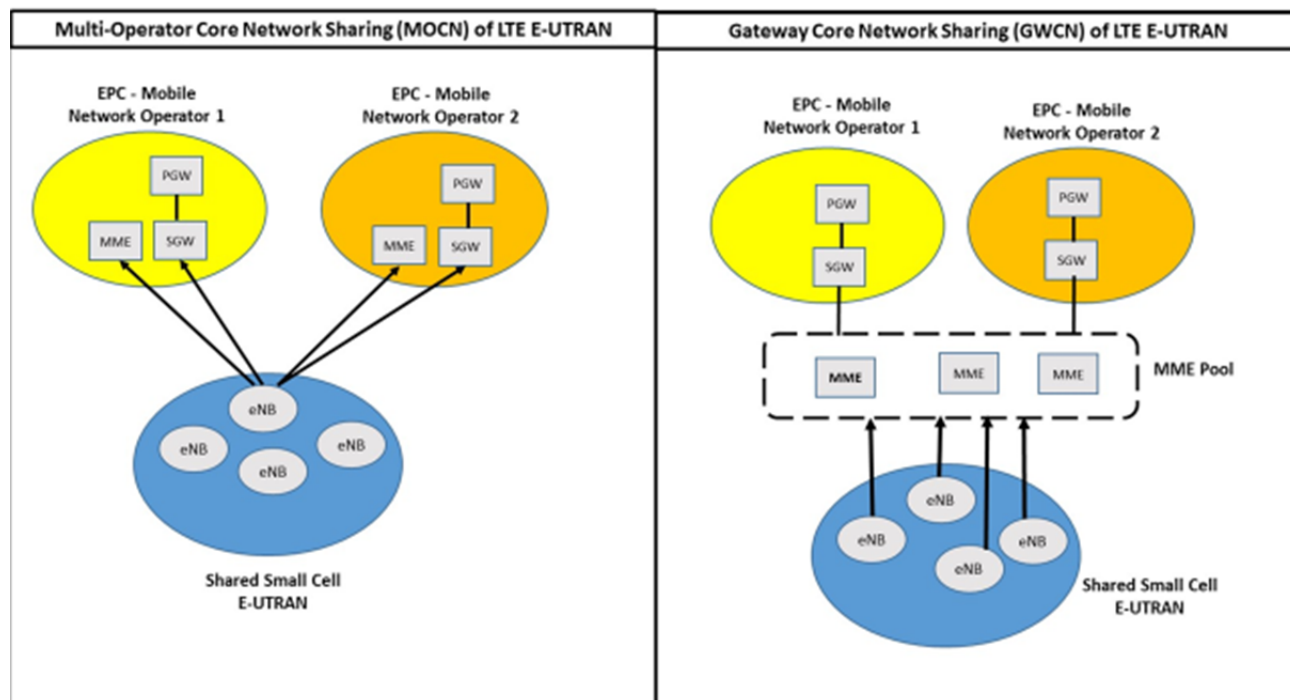 Multi-Operator Core Network Sharing (MOCN) of LTE E-UTRAN
EPC - Mobile
Network Operator 1
EPC - Mobile
Network Operator 2
PGW
MME
SGW
PGW
MME
SGW
eNB
eNB
eNB
eNB
Shared Small Cell
E-UTRAN
Gateway Core Network Sharing (GWCN) of LTE E-UTRAN
EPC - Mobile
Network Operator 1
EPC - Mobile
Network Operator 2
PGW
SGW
PGW
SGW
MME
MME
MME
MME Pool
eNB
eNB
eNB
eNB
Shared Small Cell
E-UTRAN